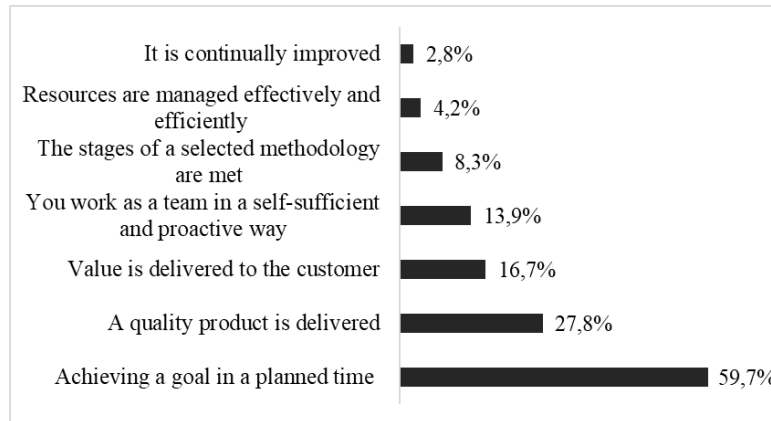 It is continually improved
2,8%
Resources are managed effectively and
efficiently
4,2%
The stages of a selected methodology
are met
8,3%
You work as a team in a self-sufficient
and proactive way
13,9%
Value is delivered to the customer
16,7%
A quality product is delivered
27,8%
Achieving a goal in a planned time
59,7%